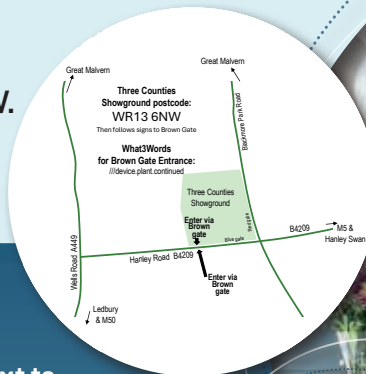 Great Malvern
Great Malvern
Three Counties
Showground postcode:
WR13 6NW
Then follows signs to Brown Gate
What3Words
for Brown Gate Entrance:
///device.plant.continued
Blackmore Park Road
Three Counties
Showground
Red gate
Enter via
Brown
gate
Blue gate
B4209
M5 &
Hanley Swan
Wells Road A449
Hanley Road B4209
Enter via
Brown
gate
Ledbury
& M50